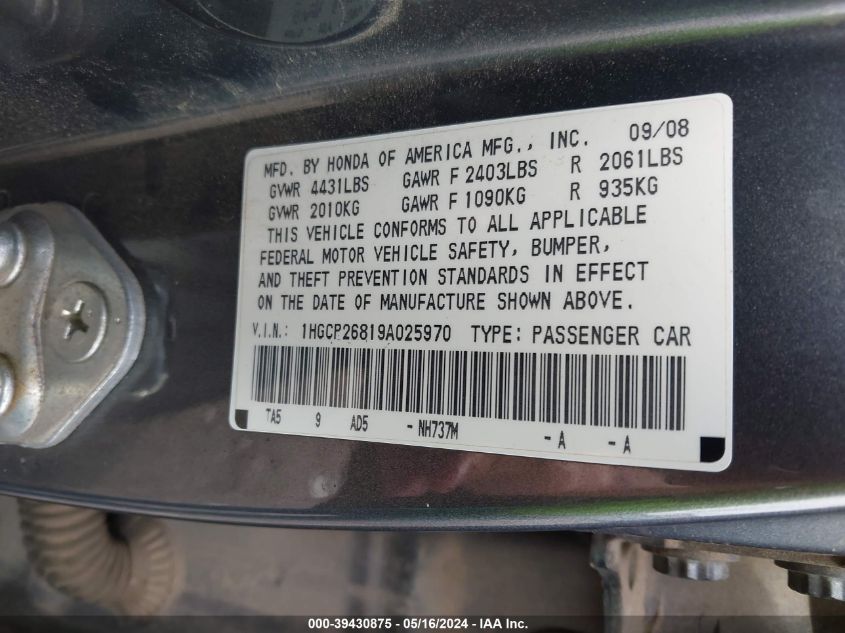 MFD. BY HONDA OF AMERICA MFG., INC. 09/08
GVWR 4431LBS GAWR F 2403LBS R 2061LBS
GVWR 2010KG GAWR F 1090KG R 935KG
THIS VEHICLE CONFORMS TO ALL APPLICABLE
FEDERAL MOTOR VEHICLE SAFETY, BUMPER,
AND THEFT PREVENTION STANDARDS IN EFFECT
ON THE DATE OF MANUFACTURE SHOWN ABOVE.
V.I.N.: 1HGCP26819A025970 TYPE: PASSENGER CAR
TA5 9 AD5 - NH737M - A - A
000-39430875 - 05/16/2024 - IAA Inc.